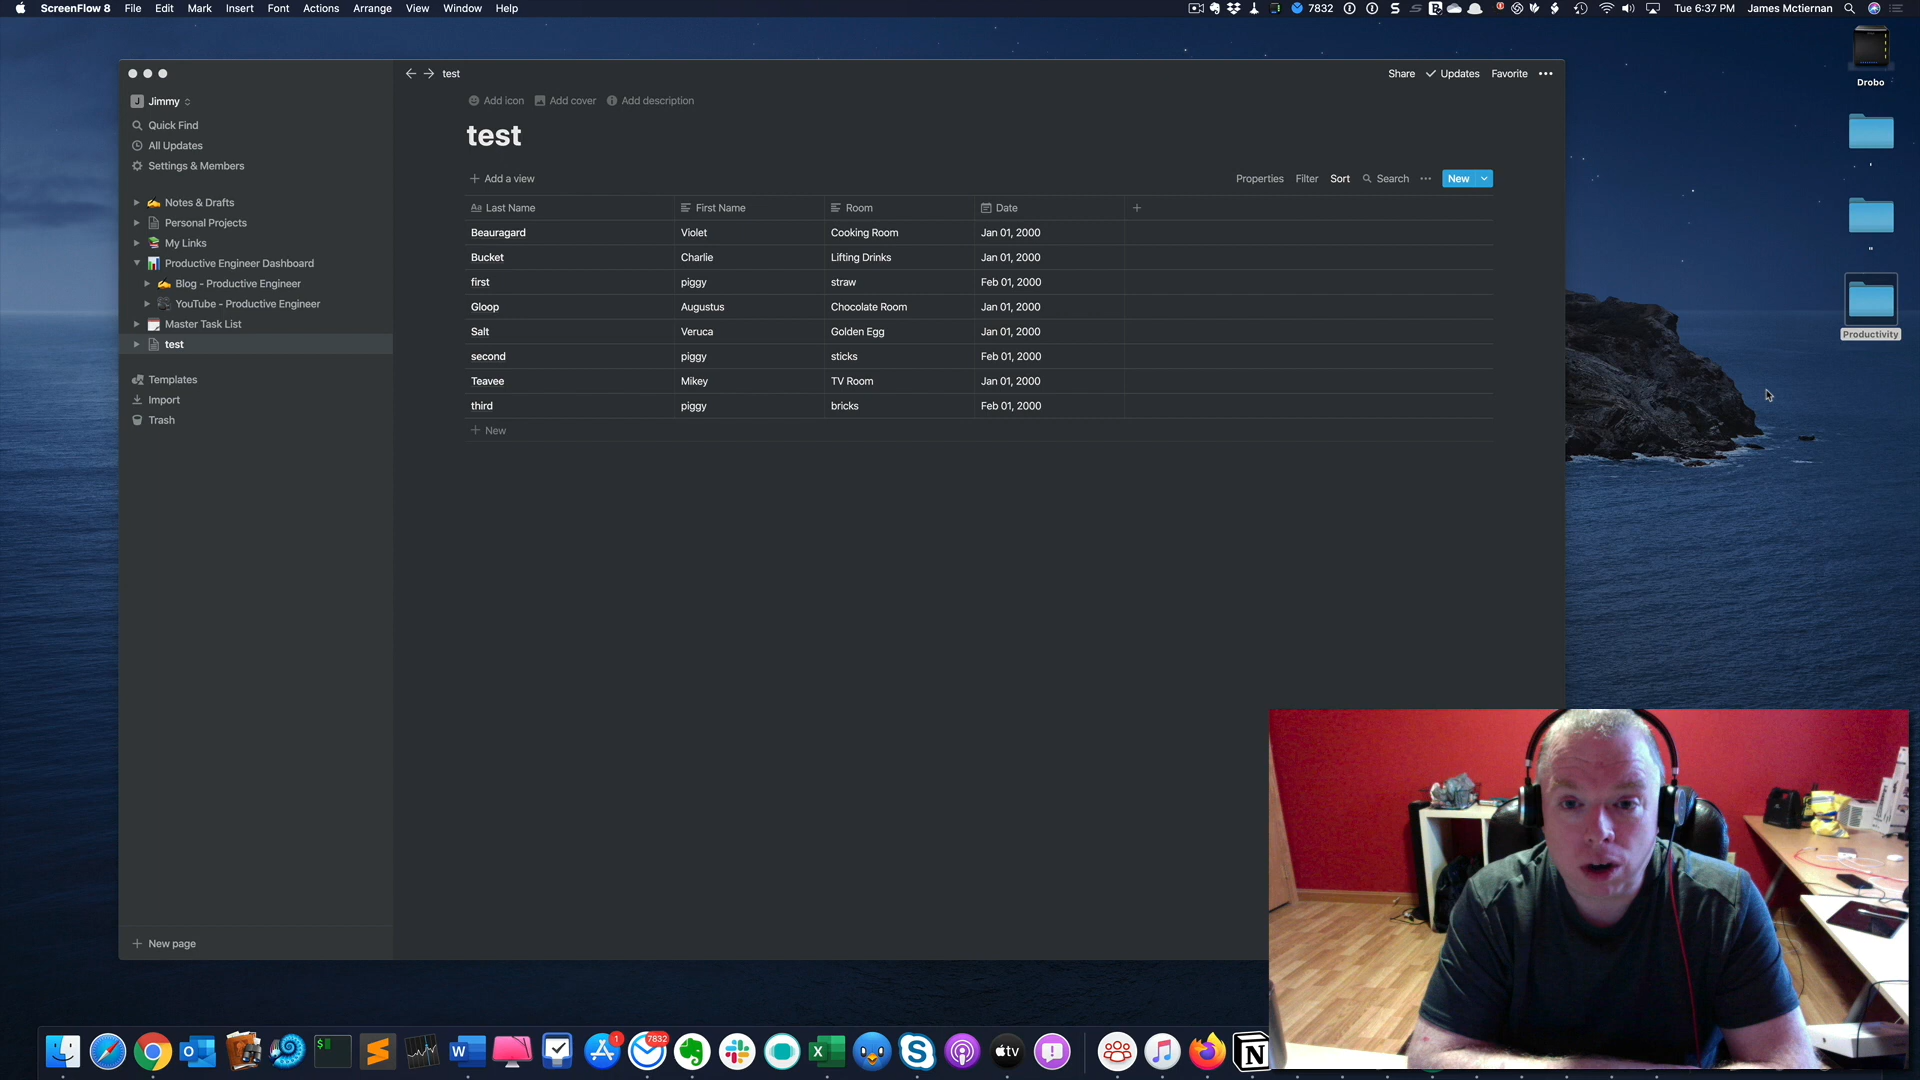 ScreenFlow 8 File Edit Mark Insert Font Actions Arrange View Window Help 7832 Tue 6:37 PM James Mctiernan
Drobo
'
"
Productivity
J Jimmy
Quick Find
All Updates
Settings & Members
Notes & Drafts
Personal Projects
My Links
Productive Engineer Dashboard
Blog - Productive Engineer
YouTube - Productive Engineer
Master Task List
test
Templates
Import
Trash
New page
test Share Updates Favorite
Add icon Add cover Add description
test
Add a view Properties Filter Sort Search New
Aa Last Name First Name Room Date
Beauragard Violet Cooking Room Jan 01, 2000
Bucket Charlie Lifting Drinks Jan 01, 2000
first piggy straw Feb 01, 2000
Gloop Augustus Chocolate Room Jan 01, 2000
Salt Veruca Golden Egg Jan 01, 2000
second piggy sticks Feb 01, 2000
Teavee Mikey TV Room Jan 01, 2000
third piggy bricks Feb 01, 2000
New
$ W 1 7832 X S tv N